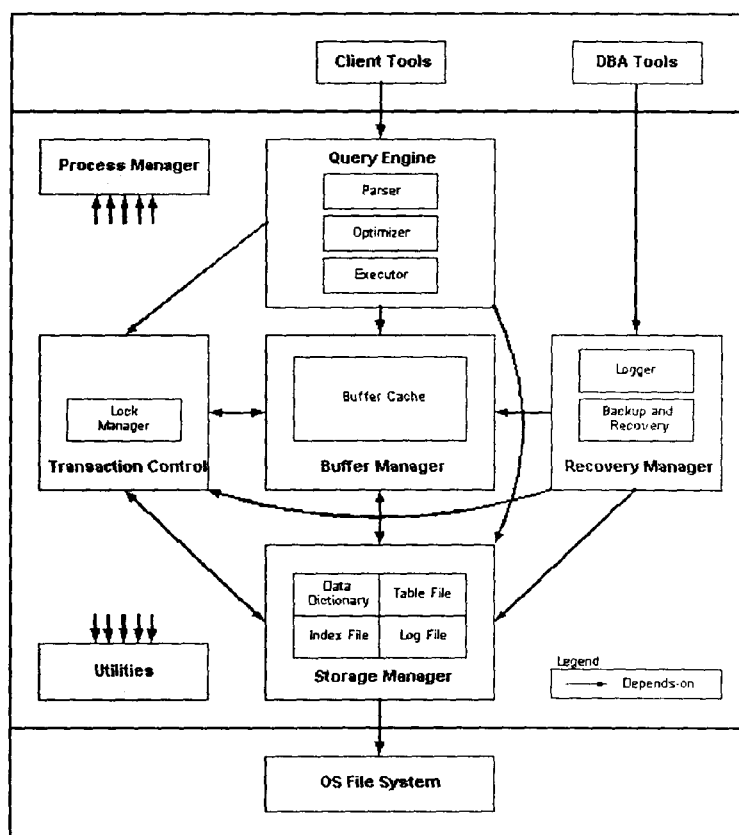 Client Tools
DBA Tools
Process Manager
Query Engine
Parser
Optimizer
Executor
Lock
Manager
Transaction Control
Buffer Cache
Buffer Manager
Logger
Backup and
Recovery
Recovery Manager
Data
Dictionary
Table File
Index File
Log File
Storage Manager
Utilities
Legend
Depends-on
OS File System